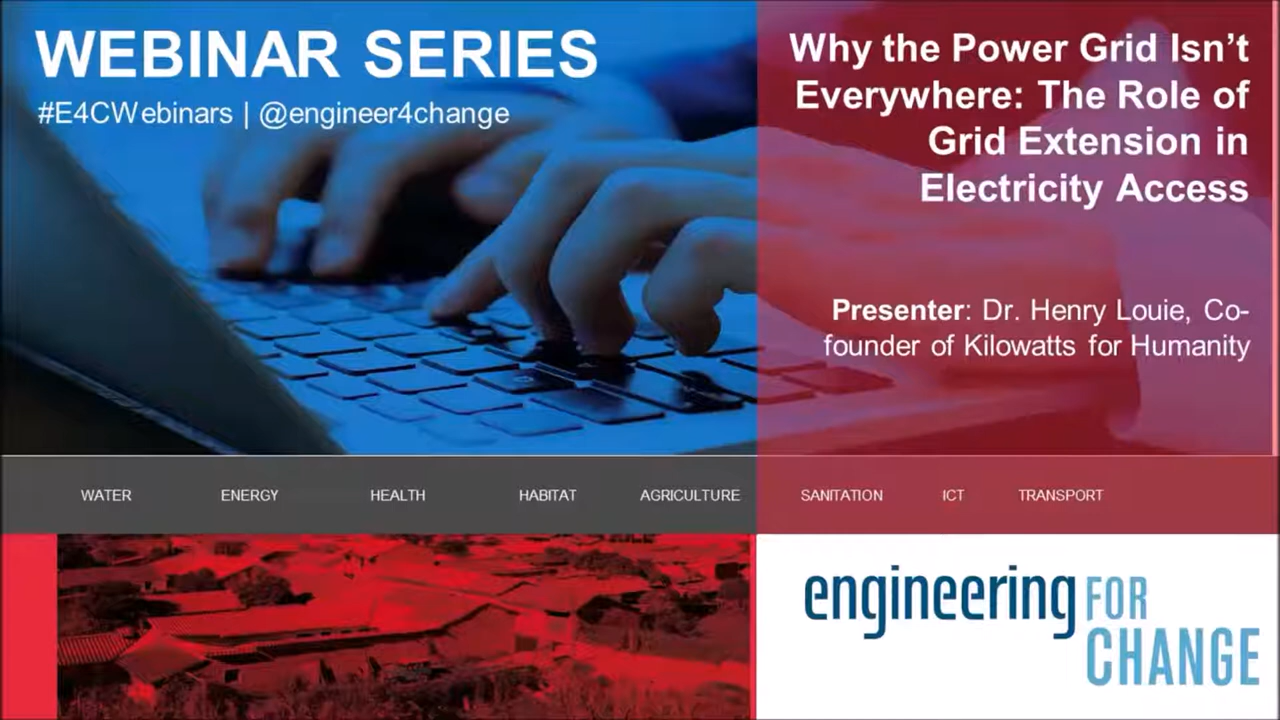 WEBINAR SERIES
#E4CWebinars | @engineer4change
Why the Power Grid Isn't
Everywhere: The Role of
Grid Extension in
Electricity Access
Presenter: Dr. Henry Louie, Co-
founder of Kilowatts for Humanity
WATER ENERGY HEALTH HABITAT AGRICULTURE SANITATION ICT TRANSPORT
engineering FOR
CHANGE